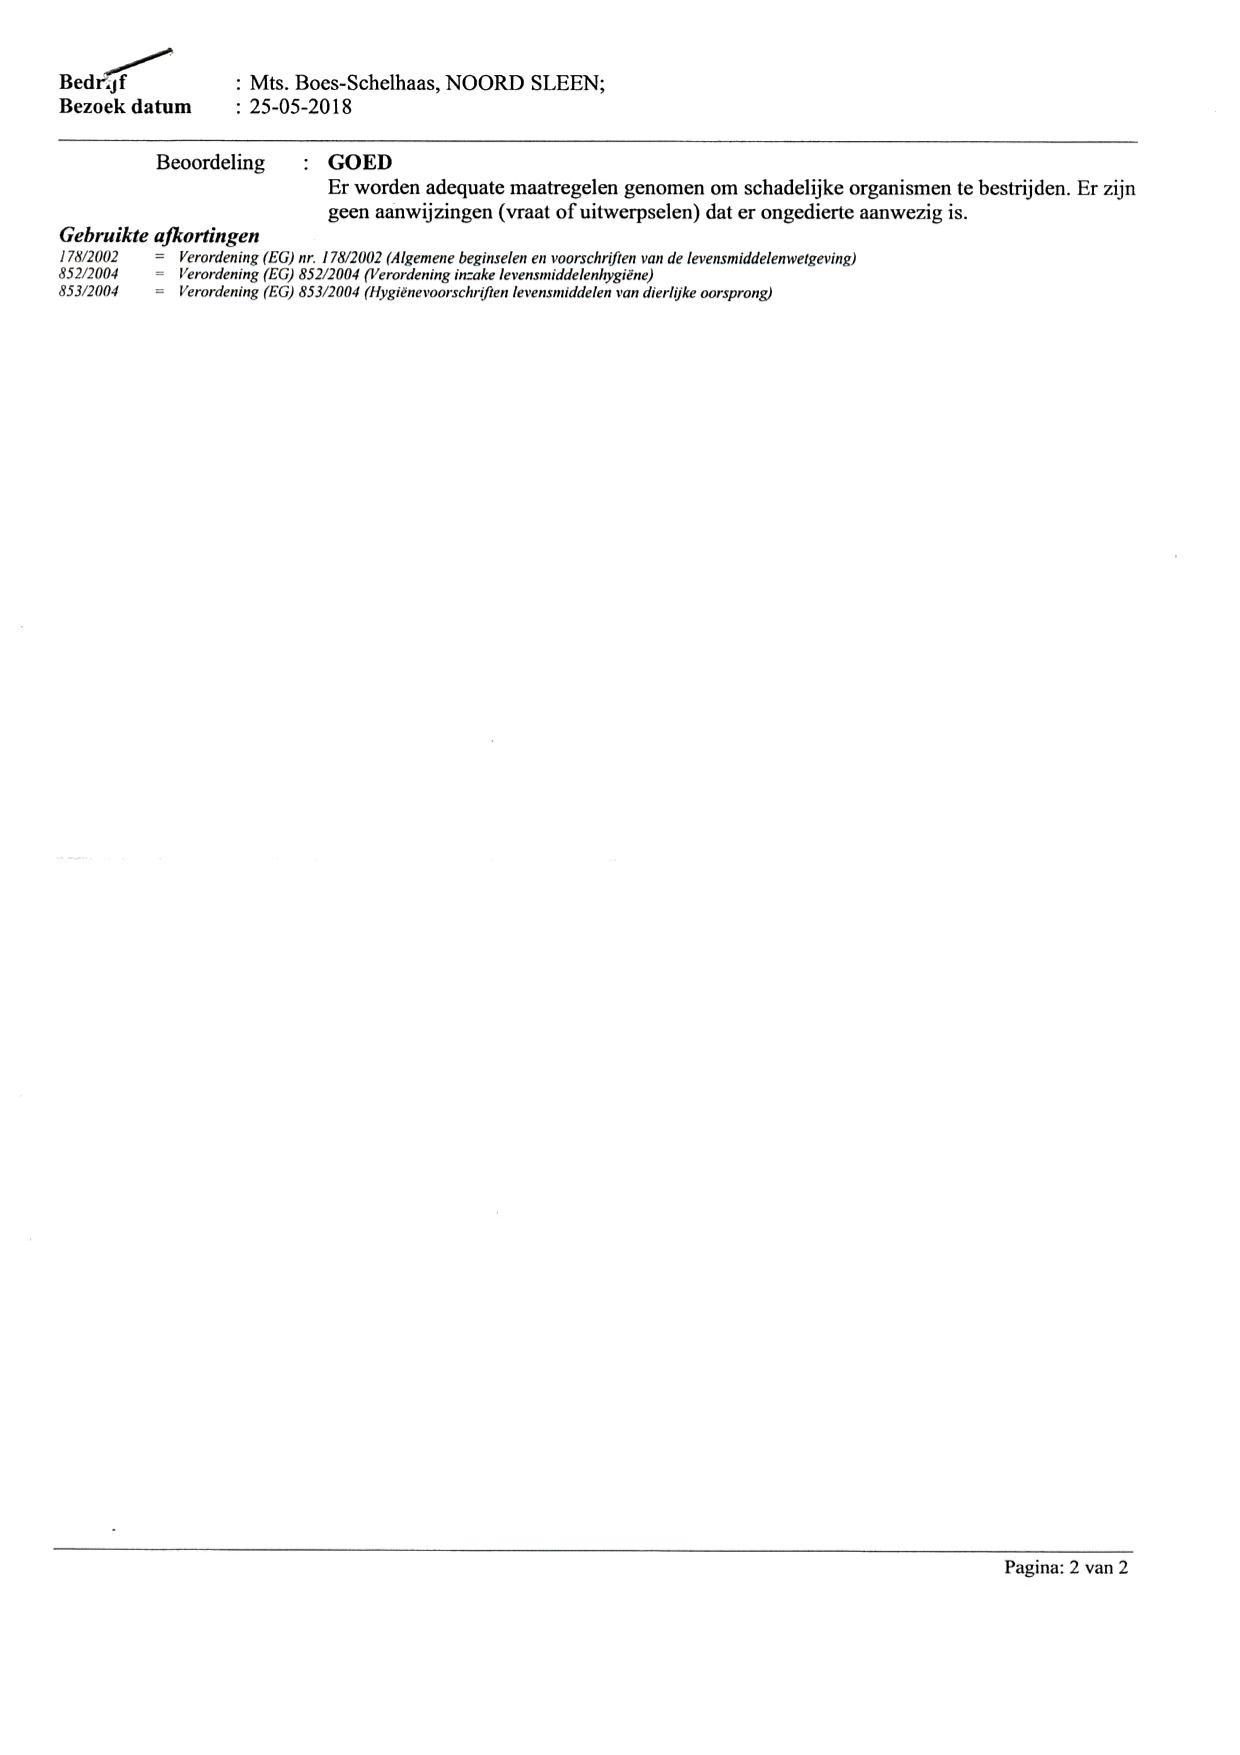 Bedrijf : Mts. Boes-Schelhaas, NOORD SLEEN;
Bezoek datum : 25-05-2018
Beoordeling : GOED
Er worden adequate maatregelen genomen om schadelijke organismen te bestrijden. Er zijn
geen aanwijzingen (vraat of uitwerpselen) dat er ongedierte aanwezig is.
Gebruikte afkortingen
178/2002 = Verordening (EG) nr. 178/2002 (Algemene beginselen en voorschriften van de levensmiddelenwetgeving)
852/2004 = Verordening (EG) 852/2004 (Verordening inzake levensmiddelenhygiëne)
853/2004 = Verordening (EG) 853/2004 (Hygiënevoorschriften levensmiddelen van dierlijke oorsprong)
Pagina: 2 van 2